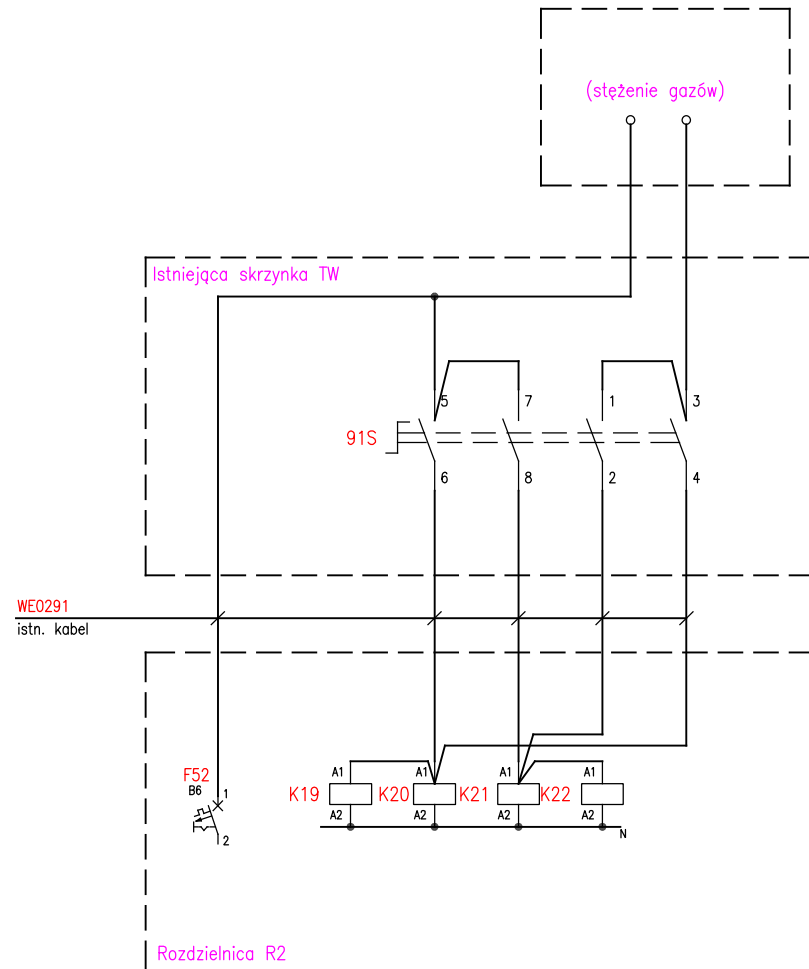 (stężenie gazów)
Istniejąca skrzynka TW
5 7 1 3
91S
6 8 2 4
WE0291
istn. kabel
F52
B6
1
2
K19 A1 A2
K20 A1 A2
K21 A1 A2
K22 A1 A2
N
Rozdzielnica R2